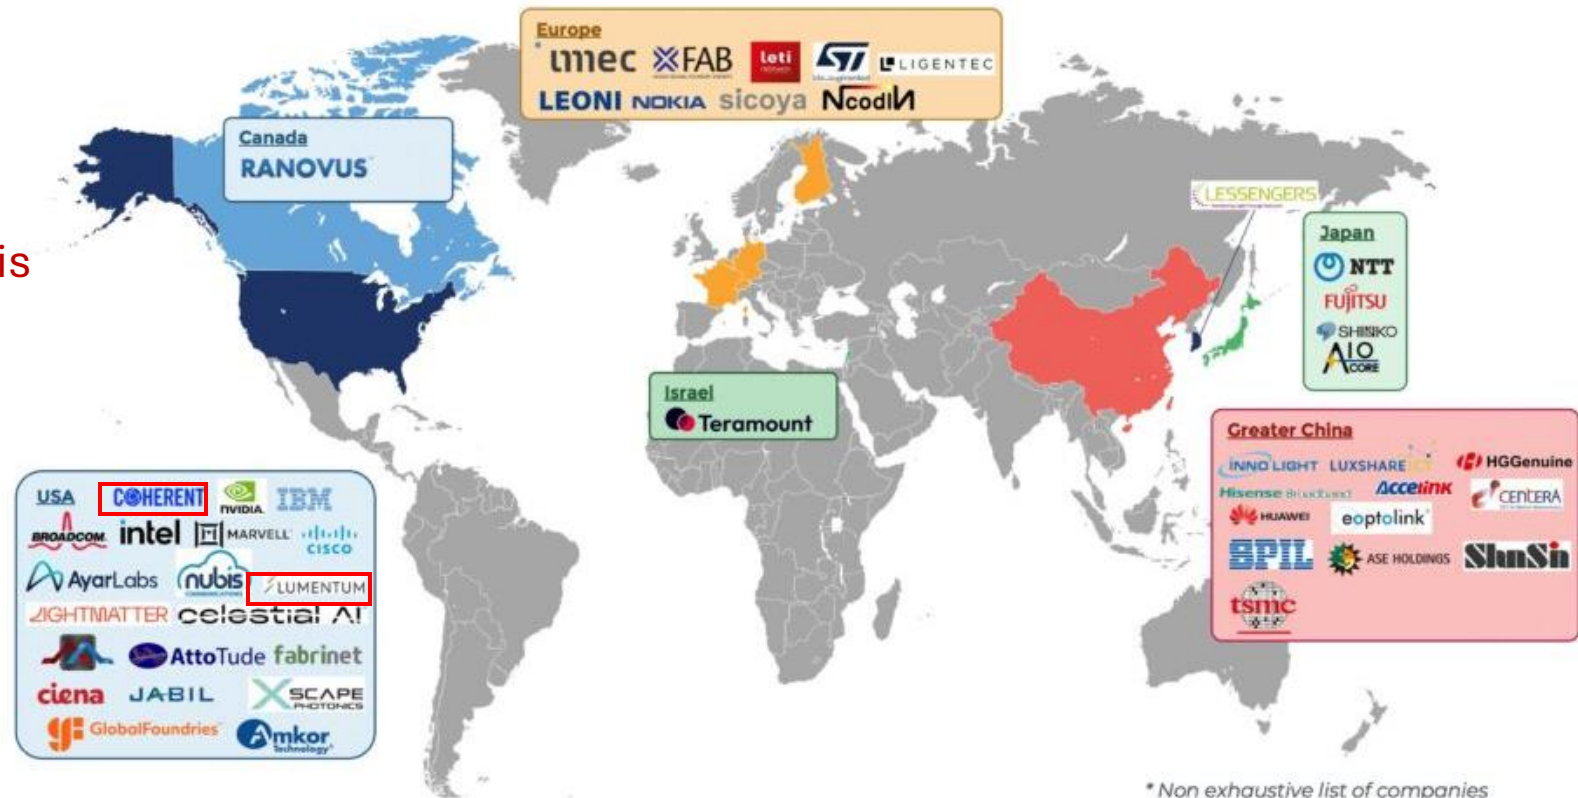 Europe
imec XFAB leti ST LIGENTEC
LEONI NOKIA sicoya NcodiN
Canada
RANOVUS
is
LESSENGERS
Japan
NTT
FUJITSU
SHINKO
AIO
CORE
Israel
Teramount
Greater China
INNOLIGHT LUXSHARE ICT HGGenuine
Hisense Broadband Accelink CENTERA
HUAWEI eoptolink
SPIL ASE HOLDINGS ShunSin
tsmc
USA COHERENT NVIDIA. IBM
BROADCOM intel MARVELL CISCO
AyarLabs nubis COMMUNICATIONS LUMENTUM
LIGHTMATTER celestial AI
AttoTude fabrinet
ciena JABIL XSCAPE PHOTONICS
GlobalFoundries Amkor Technology®
* Non exhaustive list of companies